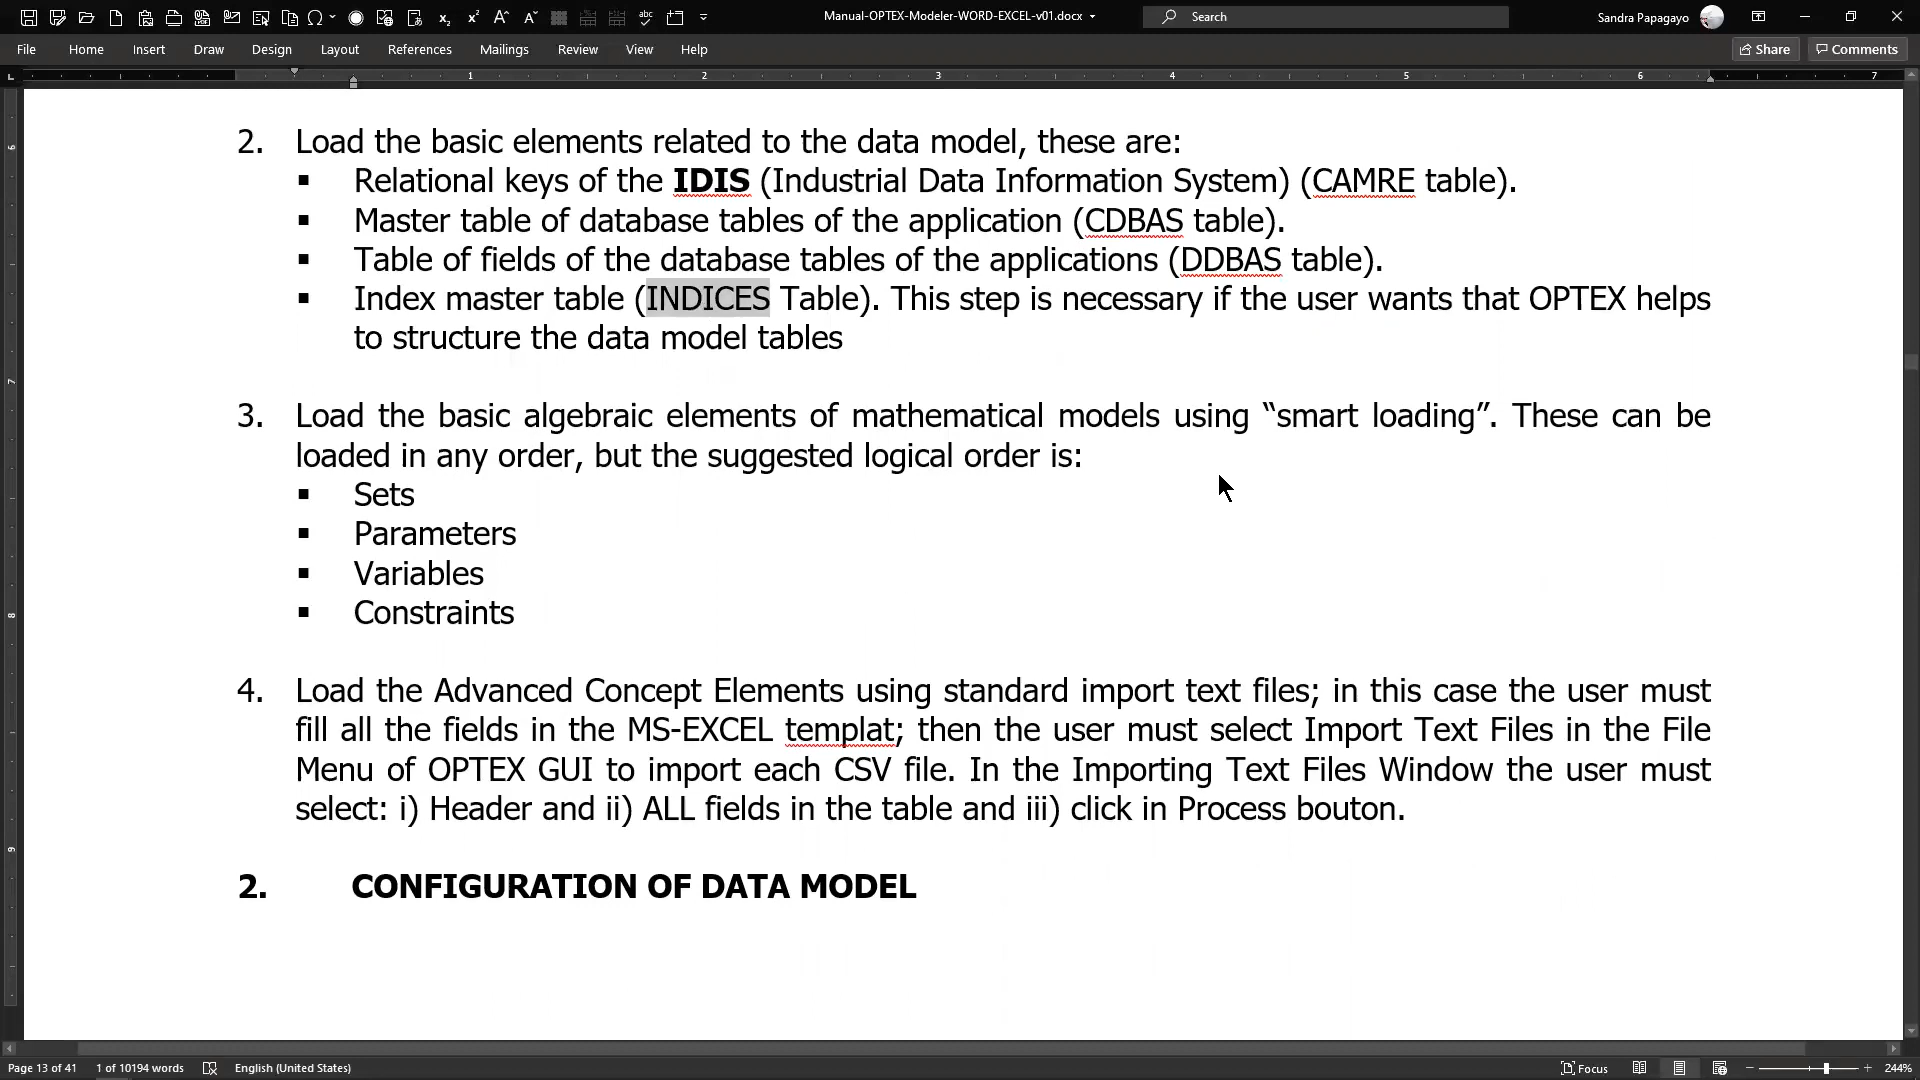 Manual-OPTEX-Modeler-WORD-EXCEL-v01.docx
Search
Sandra Papagayo
File Home Insert Draw Design Layout References Mailings Review View Help
Share Comments
1 2 3 4 5 6 7
2. Load the basic elements related to the data model, these are:
▪ Relational keys of the IDIS (Industrial Data Information System) (CAMRE table).
▪ Master table of database tables of the application (CDBAS table).
▪ Table of fields of the database tables of the applications (DDBAS table).
▪ Index master table (INDICES Table). This step is necessary if the user wants that OPTEX helps
to structure the data model tables
3. Load the basic algebraic elements of mathematical models using “smart loading”. These can be
loaded in any order, but the suggested logical order is:
▪ Sets
▪ Parameters
▪ Variables
▪ Constraints
4. Load the Advanced Concept Elements using standard import text files; in this case the user must
fill all the fields in the MS-EXCEL templat; then the user must select Import Text Files in the File
Menu of OPTEX GUI to import each CSV file. In the Importing Text Files Window the user must
select: i) Header and ii) ALL fields in the table and iii) click in Process bouton.
2. CONFIGURATION OF DATA MODEL
Page 13 of 41 1 of 10194 words English (United States) Focus 244%